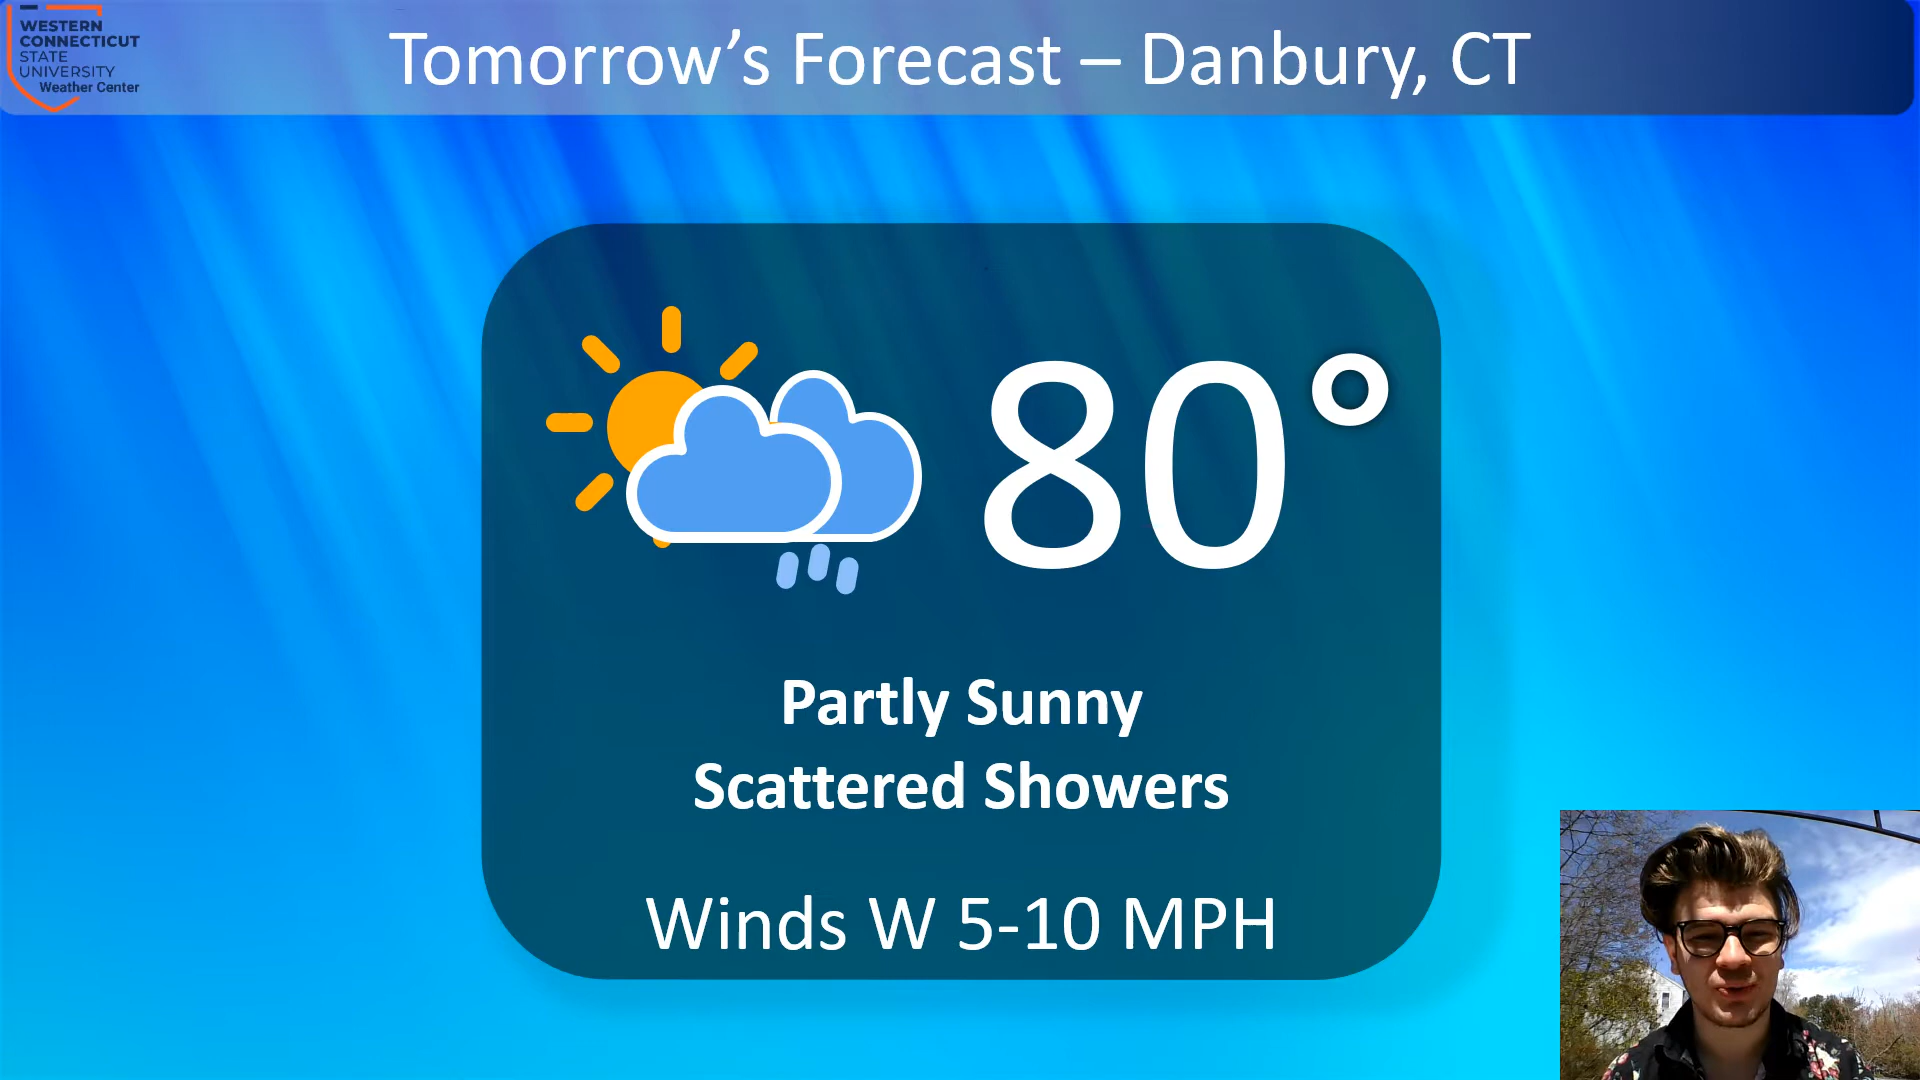 WESTERN
CONNECTICUT
STATE
UNIVERSITY
Weather Center
Tomorrow’s Forecast – Danbury, CT
80°
Partly Sunny
Scattered Showers
Winds W 5-10 MPH